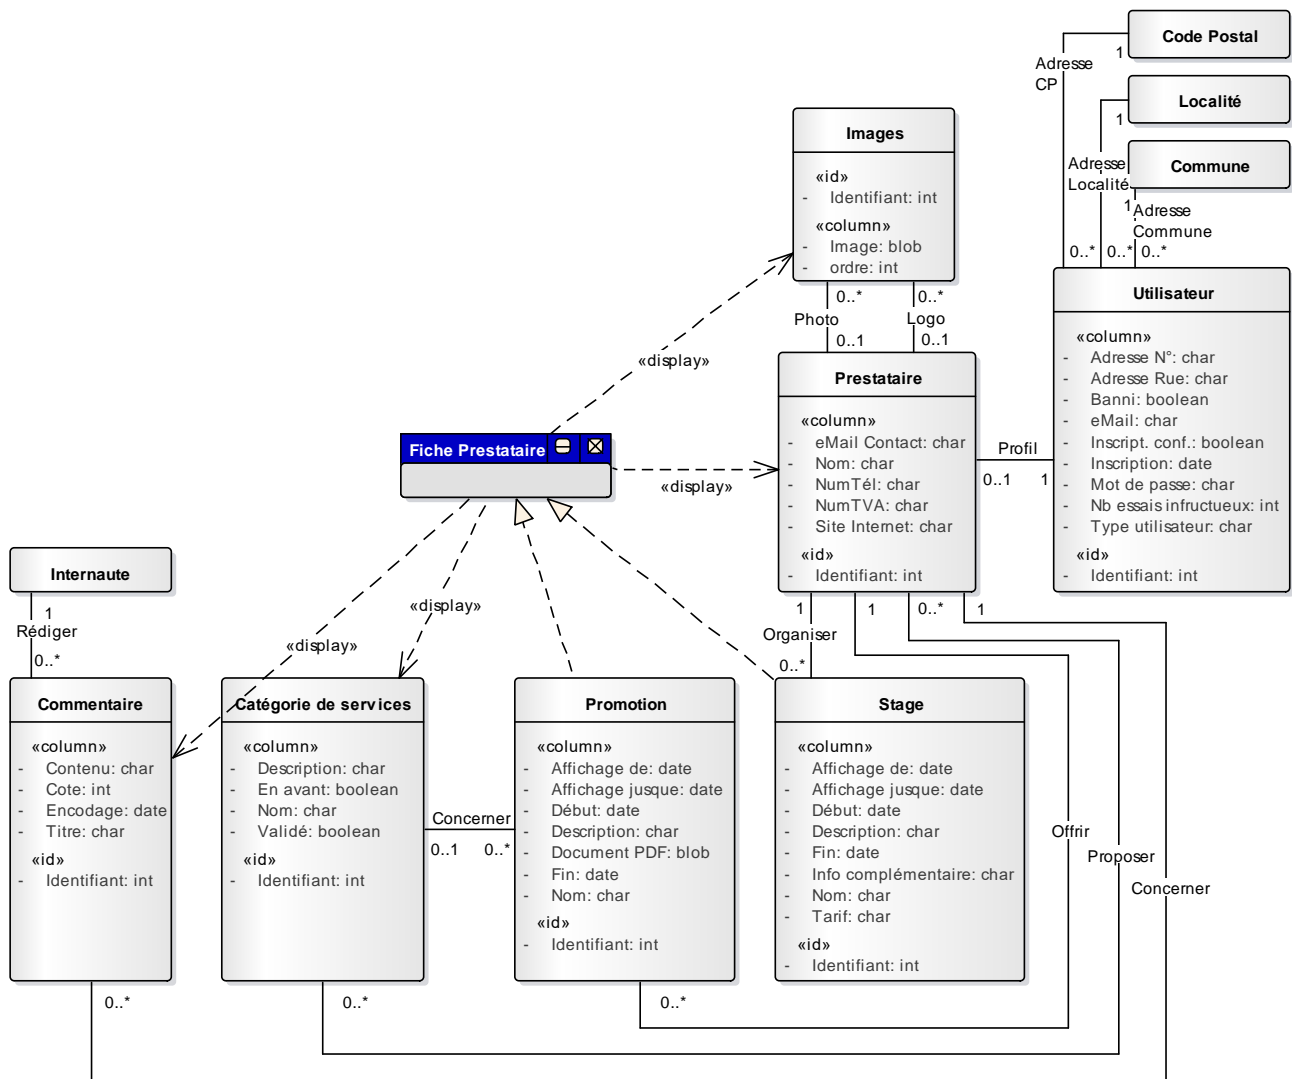 Code Postal
1
Adresse
CP
Localité
1
Adresse
Localité
Commune
1
Adresse
Commune
0..*
0..*
0..*
Images
«id»
- Identifiant: int
«column»
- Image: blob
- ordre: int
0..*
0..*
Photo
Logo
0..1
0..1
«display»
Utilisateur
«column»
- Adresse N°: char
- Adresse Rue: char
- Banni: boolean
- eMail: char
- Inscript. conf.: boolean
- Inscription: date
- Mot de passe: char
- Nb essais infructueux: int
- Type utilisateur: char
«id»
- Identifiant: int
Prestataire
«column»
- eMail Contact: char
- Nom: char
- NumTél: char
- NumTVA: char
- Site Internet: char
«id»
- Identifiant: int
Profil
0..1
1
Fiche Prestataire
«display»
«display»
«display»
Internaute
1
Rédiger
0..*
1
Organiser
0..*
1
0..*
1
Commentaire
«column»
- Contenu: char
- Cote: int
- Encodage: date
- Titre: char
«id»
- Identifiant: int
Catégorie de services
«column»
- Description: char
- En avant: boolean
- Nom: char
- Validé: boolean
«id»
- Identifiant: int
Concerner
0..1
0..*
Promotion
«column»
- Affichage de: date
- Affichage jusque: date
- Début: date
- Description: char
- Document PDF: blob
- Fin: date
- Nom: char
«id»
- Identifiant: int
Stage
«column»
- Affichage de: date
- Affichage jusque: date
- Début: date
- Description: char
- Fin: date
- Info complémentaire: char
- Nom: char
- Tarif: char
«id»
- Identifiant: int
Offrir
Proposer
Concerner
0..*
0..*
0..*